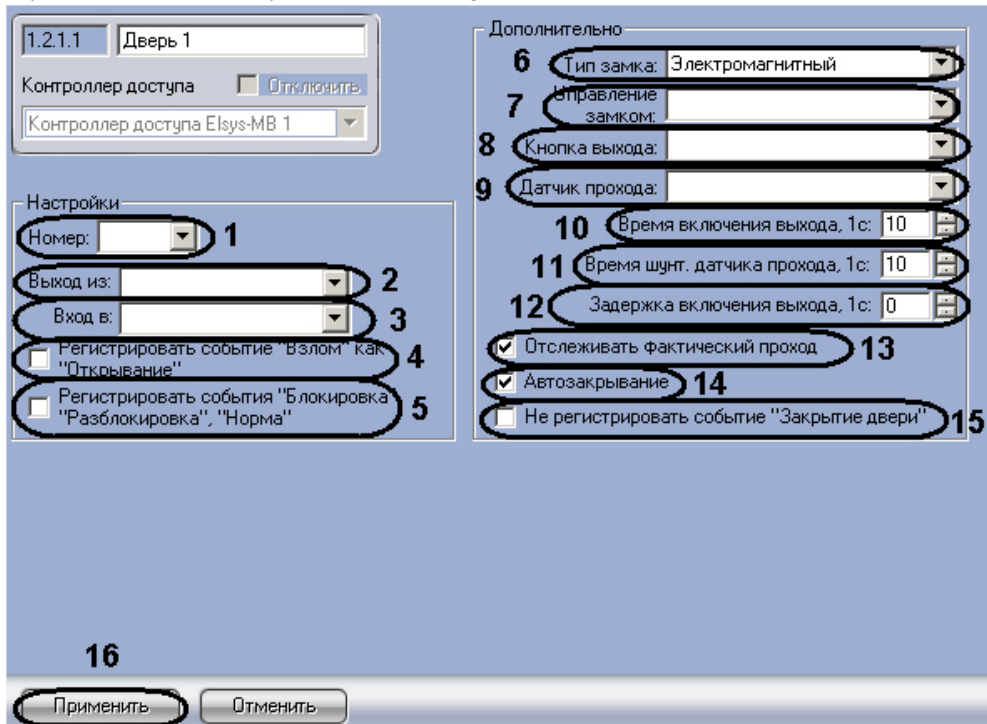 1.2.1.1 Дверь 1
Контроллер доступа Отключить
Контроллер доступа Elsys-MB 1
Настройки
Номер: 1
Выход из: 2
Вход в: 3
Регистрировать событие "Взлом" как
"Открывание" 4
Регистрировать события "Блокировка
"Разблокировка", "Норма" 5
Дополнительно
6 Тип замка: Электромагнитный
7 Управление
замком:
8 Кнопка выхода:
9 Датчик прохода:
10 Время включения выхода, 1с: 10
11 Время шунт. датчика прохода, 1с: 10
12 Задержка включения выхода, 1с: 0
Отслеживать фактический проход 13
Автозакрывание 14
Не регистрировать событие "Закрытие двери" 15
16
Применить Отменить